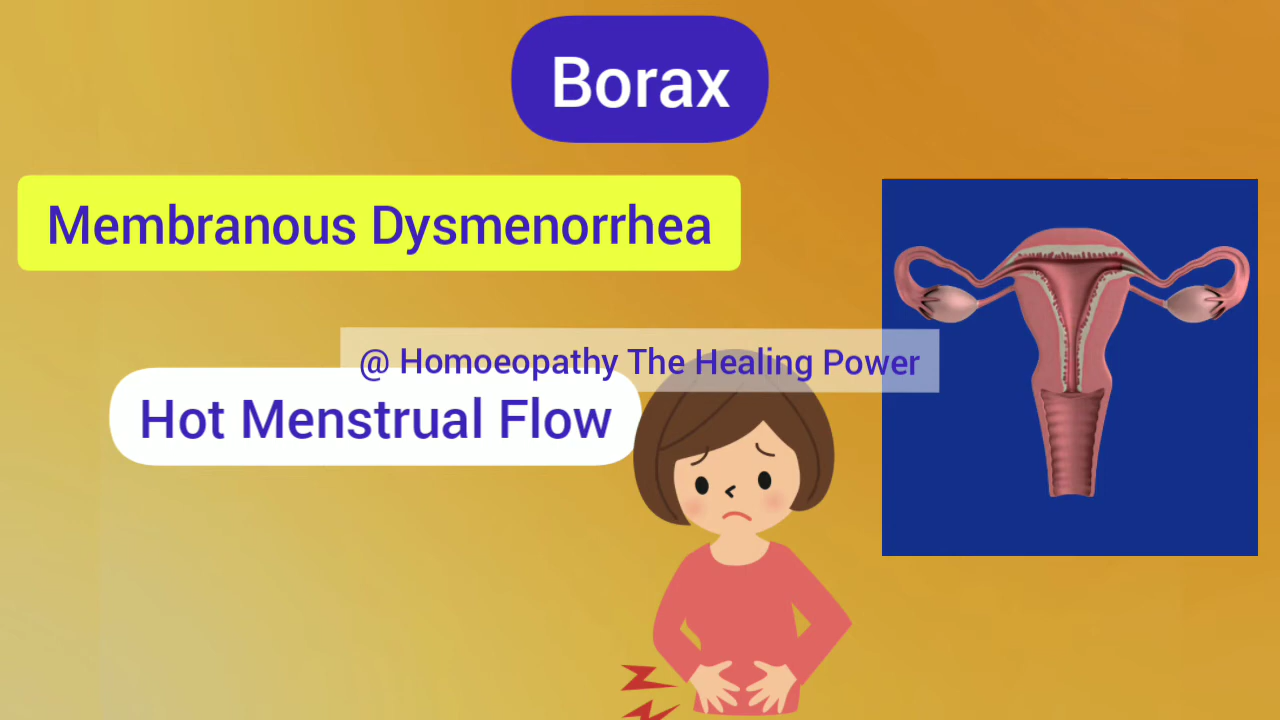 Borax
Membranous Dysmenorrhea
@ Homoeopathy The Healing Power
Hot Menstrual Flow